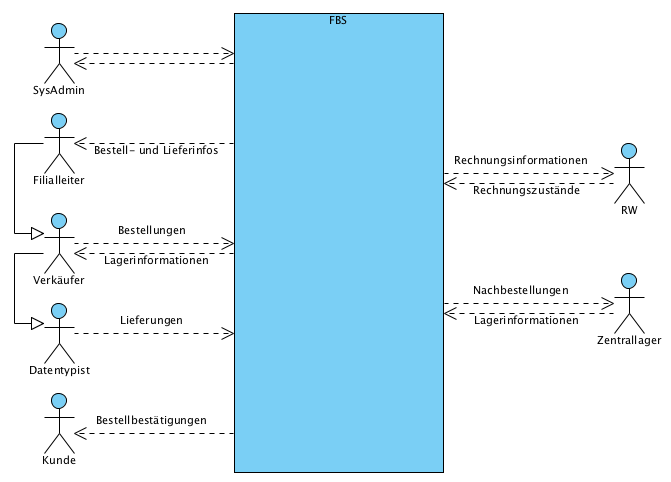 FBS
SysAdmin
Bestell- und Lieferinfos
Filialleiter
Bestellungen
Lagerinformationen
Verkäufer
Lieferungen
Datentypist
Bestellbestätigungen
Kunde
Rechnungsinformationen
Rechnungszustände
RW
Nachbestellungen
Lagerinformationen
Zentrallager